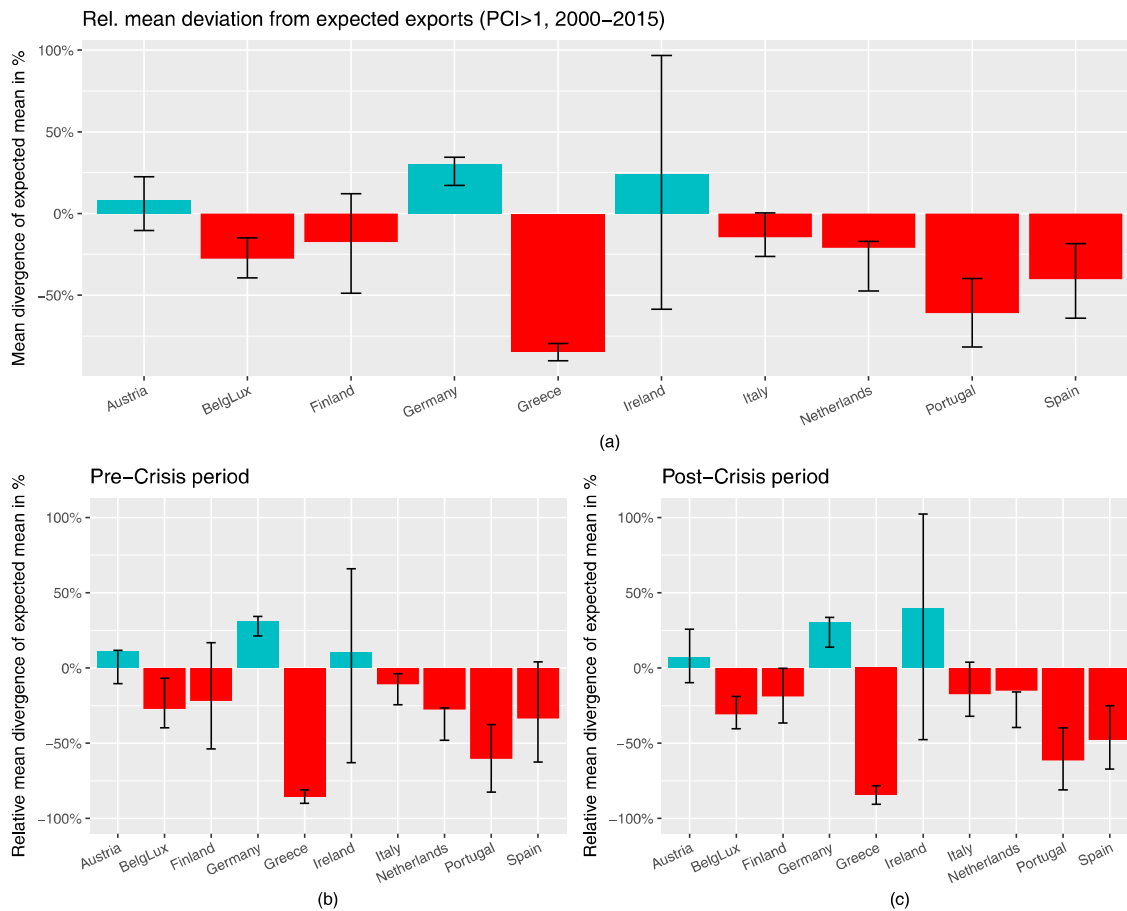 Rel. mean deviation from expected exports (PCI>1, 2000−2015)
Mean divergence of expected mean in %
100%
50%
0%
−50%
Austria
BelgLux
Finland
Germany
Greece
Ireland
Italy
Netherlands
Portugal
Spain
(a)
Pre−Crisis period
Relative mean divergence of expected mean in %
100%
50%
0%
−50%
−100%
Austria
BelgLux
Finland
Germany
Greece
Ireland
Italy
Netherlands
Portugal
Spain
(b)
Post−Crisis period
Relative mean divergence of expected mean in %
100%
50%
0%
−50%
−100%
Austria
BelgLux
Finland
Germany
Greece
Ireland
Italy
Netherlands
Portugal
Spain
(c)